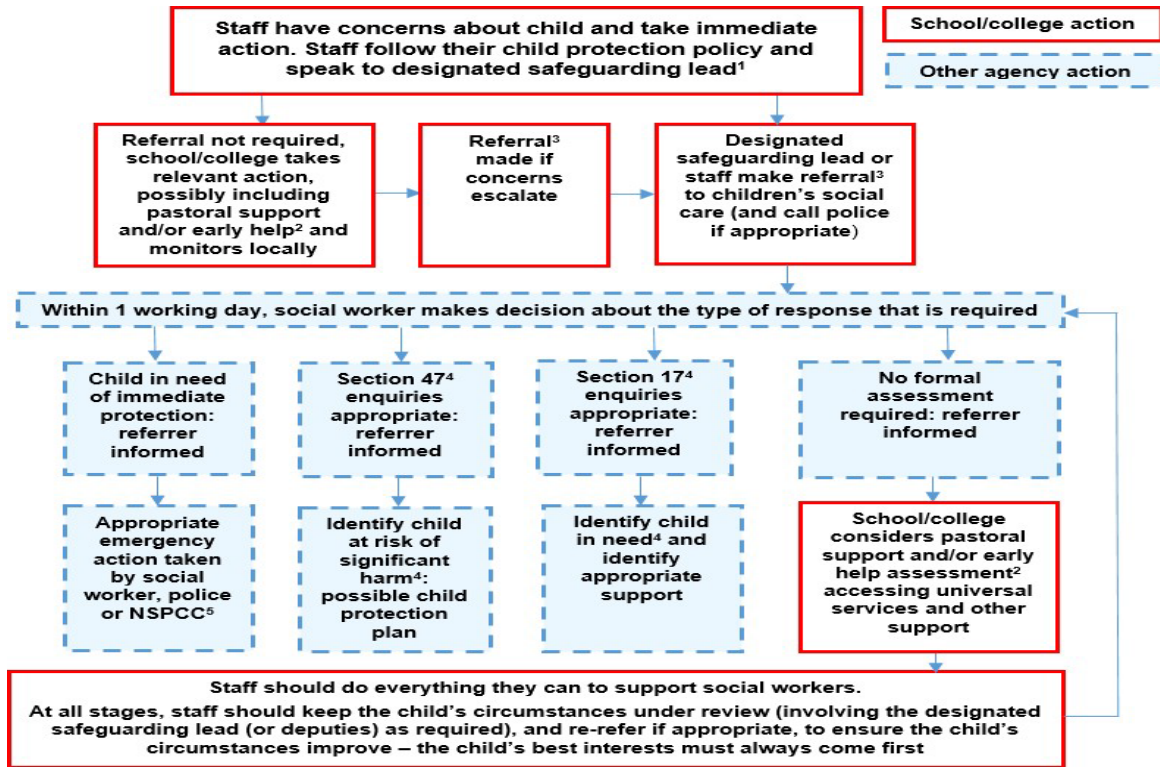 Staff have concerns about child and take immediate
action. Staff follow their child protection policy and
speak to designated safeguarding lead¹
School/college action
Other agency action
Referral not required,
school/college takes
relevant action,
possibly including
pastoral support
and/or early help² and
monitors locally
Referral³
made if
concerns
escalate
Designated
safeguarding lead or
staff make referral³
to children's social
care (and call police
if appropriate)
Within 1 working day, social worker makes decision about the type of response that is required
Child in need
of immediate
protection:
referrer
informed
Section 47⁴
enquiries
appropriate:
referrer
informed
Section 17⁴
enquiries
appropriate:
referrer
informed
No formal
assessment
required: referrer
informed
Appropriate
emergency
action taken
by social
worker, police
or NSPCC⁵
Identify child
at risk of
significant
harm⁴:
possible child
protection
plan
Identify child
in need⁴ and
identify
appropriate
support
School/college
considers pastoral
support and/or early
help assessment²
accessing universal
services and other
support
Staff should do everything they can to support social workers.
At all stages, staff should keep the child's circumstances under review (involving the designated
safeguarding lead (or deputies) as required), and re-refer if appropriate, to ensure the child's
circumstances improve – the child's best interests must always come first